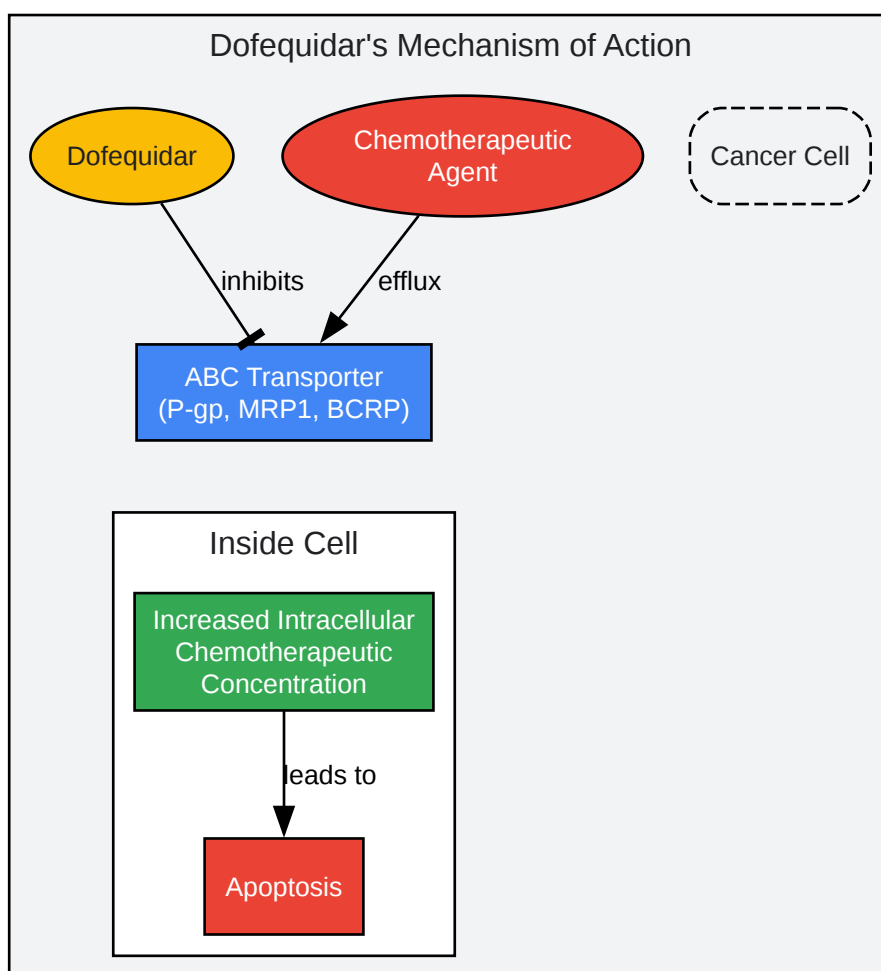 Dofequidar's Mechanism of Action
Dofequidar
Chemotherapeutic
Agent
Cancer Cell
inhibits
efflux
ABC Transporter
(P-gp, MRP1, BCRP)
Inside Cell
Increased Intracellular
Chemotherapeutic
Concentration
leads to
Apoptosis